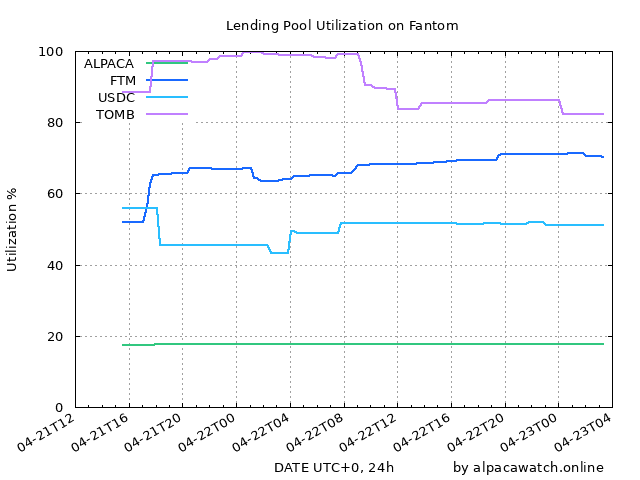 Lending Pool Utilization on Fantom
Utilization %
100
80
60
40
20
0
ALPACA
FTM
USDC
TOMB
04-21T12
04-21T16
04-21T20
04-22T00
04-22T04
04-22T08
04-22T12
04-22T16
04-22T20
04-23T00
04-23T04
DATE UTC+0, 24h
by alpacawatch.online